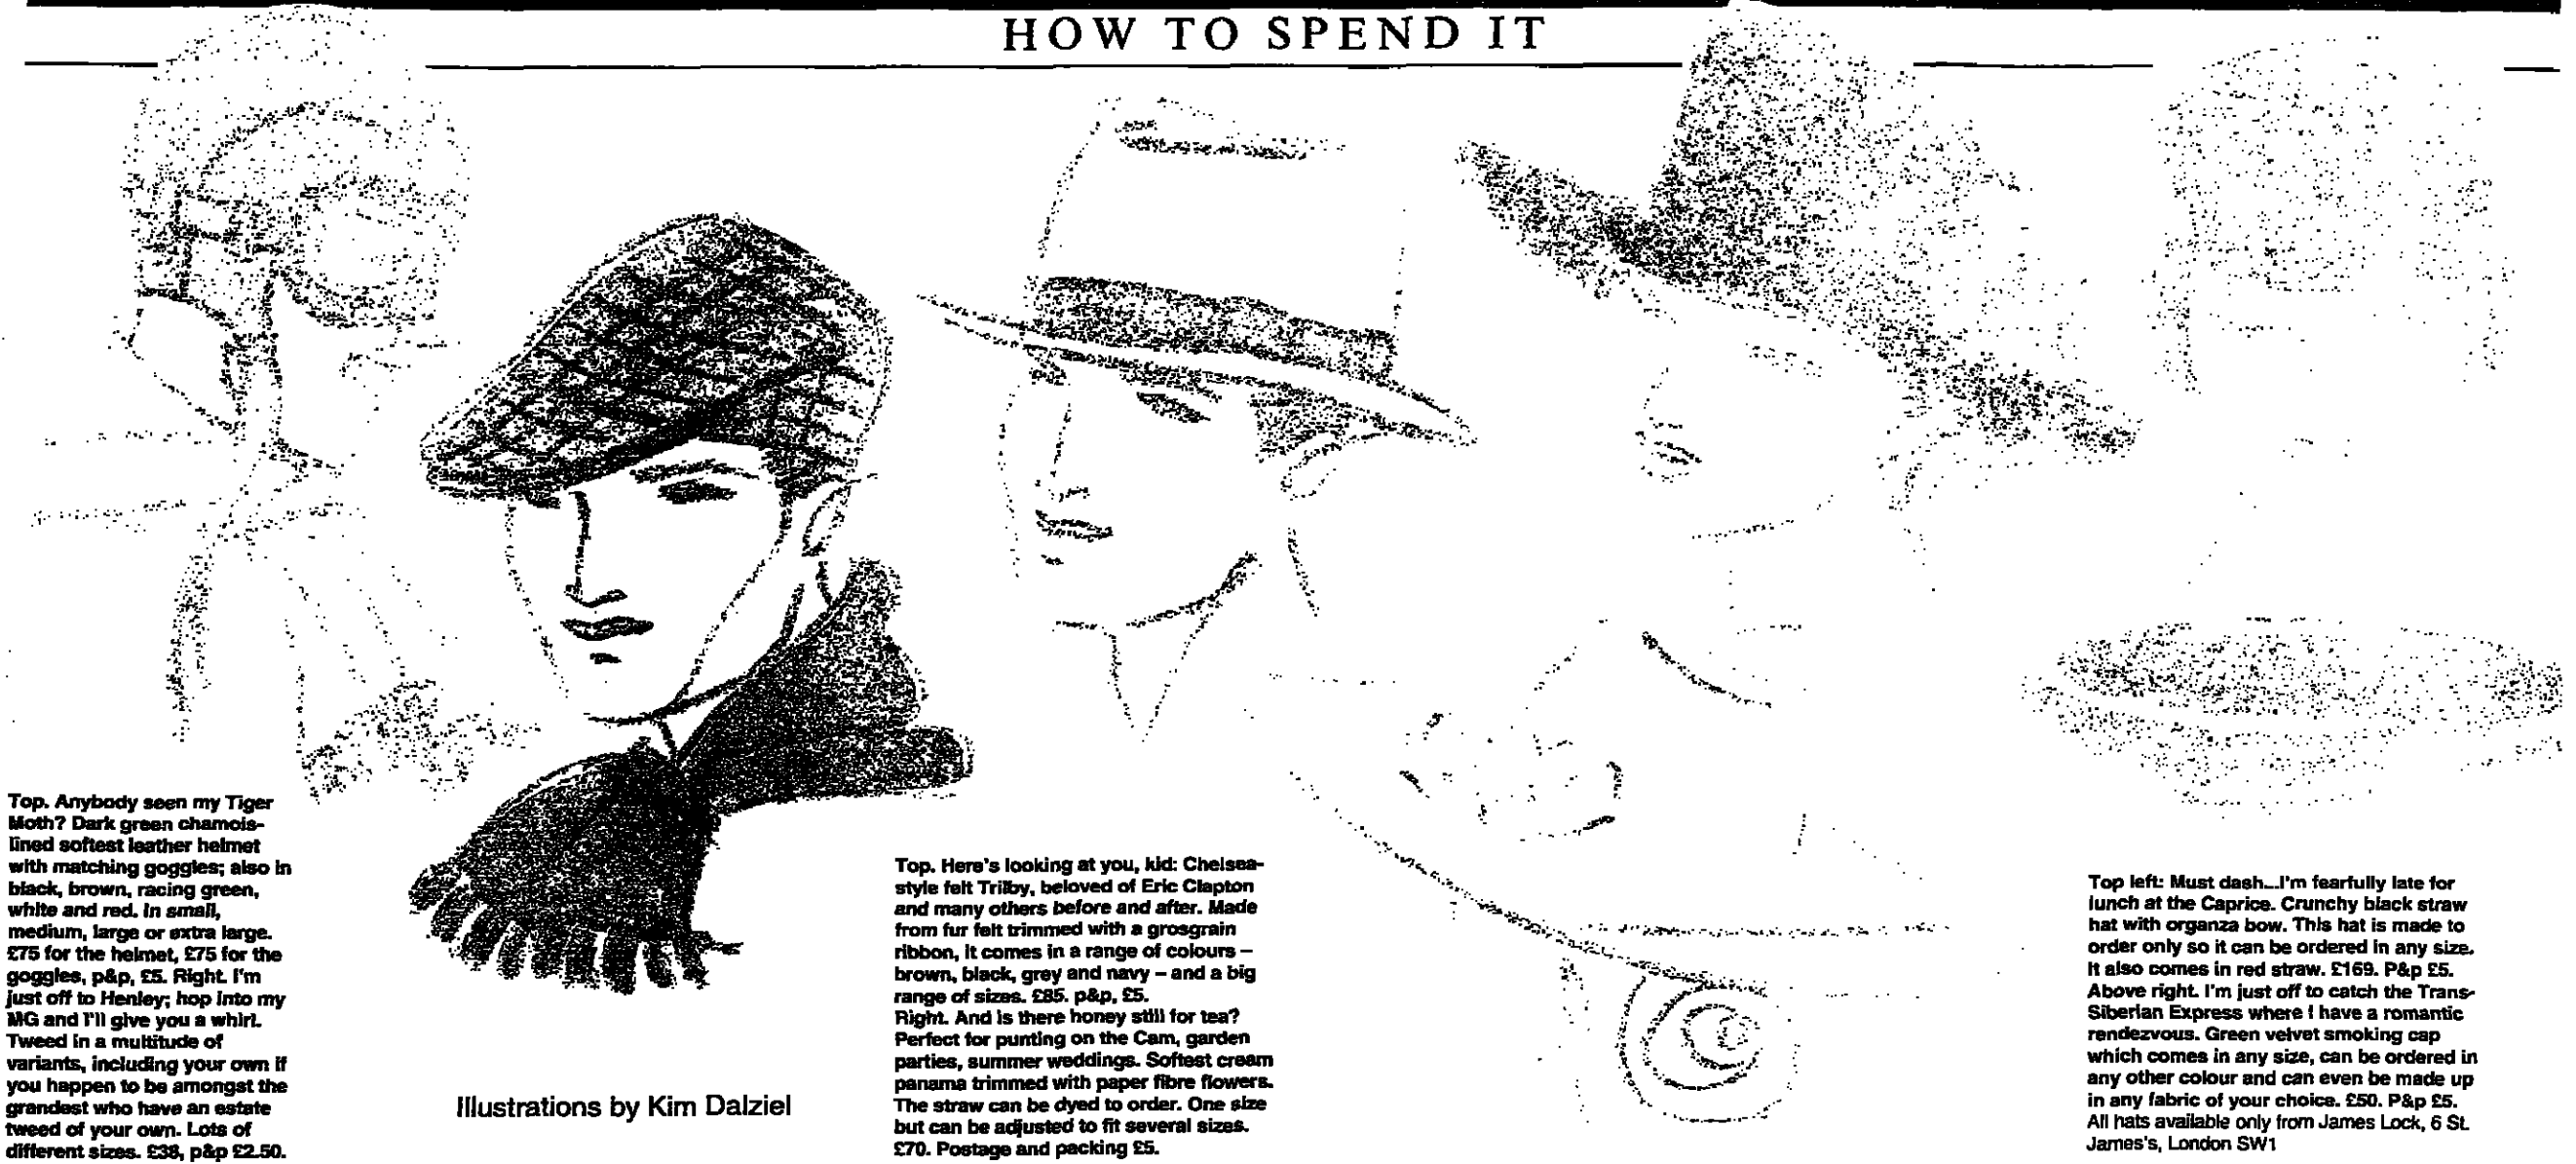 HOW TO SPEND IT
Top. Anybody seen my Tiger
Moth? Dark green chamois-
lined softest leather helmet
with matching goggles; also in
black, brown, racing green,
white and red. In small,
medium, large or extra large.
£75 for the helmet, £75 for the
goggles, p&p, £5. Right. I'm
just off to Henley; hop into my
MG and I'll give you a whirl.
Tweed in a multitude of
variants, including your own if
you happen to be amongst the
grandest who have an estate
tweed of your own. Lots of
different sizes. £38, p&p £2.50.
Illustrations by Kim Dalziel
Top. Here's looking at you, kid: Chelsea-
style felt Trilby, beloved of Eric Clapton
and many others before and after. Made
from fur felt trimmed with a grosgrain
ribbon, it comes in a range of colours –
brown, black, grey and navy – and a big
range of sizes. £85. p&p, £5.
Right. And is there honey still for tea?
Perfect for punting on the Cam, garden
parties, summer weddings. Softest cream
panama trimmed with paper fibre flowers.
The straw can be dyed to order. One size
but can be adjusted to fit several sizes.
£70. Postage and packing £5.
Top left: Must dash...I'm fearfully late for
lunch at the Caprice. Crunchy black straw
hat with organza bow. This hat is made to
order only so it can be ordered in any size.
It also comes in red straw. £169. P&p £5.
Above right. I'm just off to catch the Trans-
Siberian Express where I have a romantic
rendezvous. Green velvet smoking cap
which comes in any size, can be ordered in
any other colour and can even be made up
in any fabric of your choice. £50. P&p £5.
All hats available only from James Lock, 6 St.
James's, London SW1